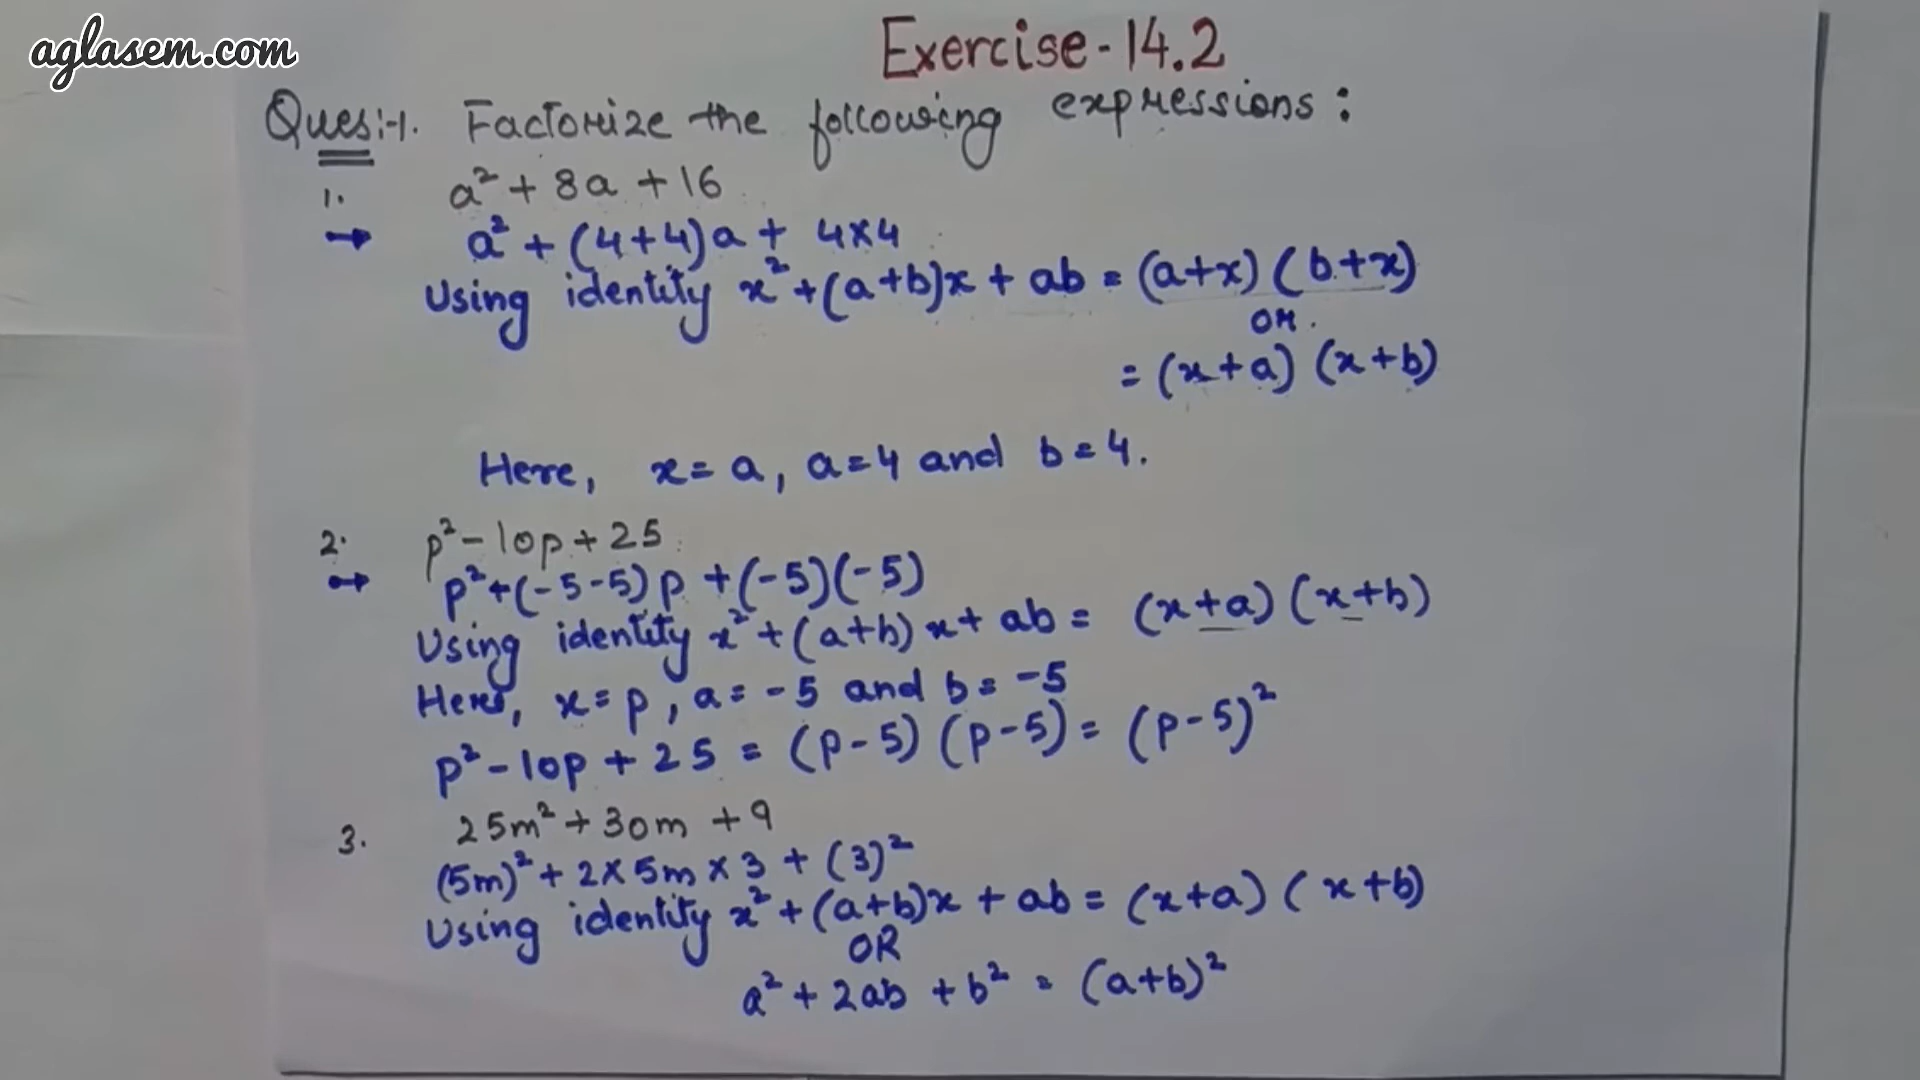 aglasem.com
Exercise-14.2
Ques:-1. Factorize the following expressions:
1. a² + 8a + 16
→ a² + (4+4)a + 4×4
Using identity x² + (a+b)x + ab = (a+x) (b+x)
OR.
= (x+a) (x+b)
Here, x = a, a = 4 and b = 4.
2. p² - 10p + 25
→ p² + (-5-5)p + (-5)(-5)
Using identity x² + (a+b)x + ab = (x+a) (x+b)
Here, x = p, a = -5 and b = -5
p² - 10p + 25 = (p-5) (p-5) = (p-5)²
3. 25m² + 30m + 9
(5m)² + 2×5m×3 + (3)²
Using identity x² + (a+b)x + ab = (x+a) (x+b)
OR
a² + 2ab + b² = (a+b)²